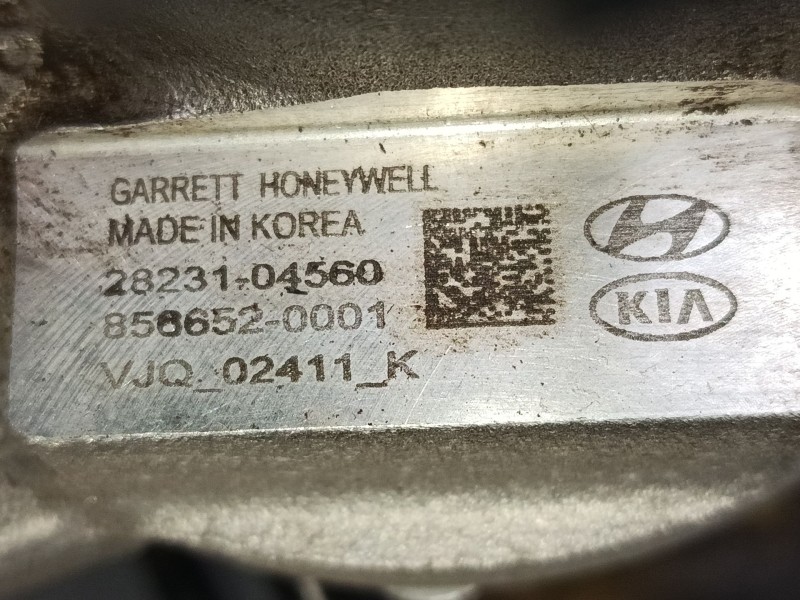 GARRETT HONEYWELL
MADE IN KOREA
28231-04560
858652-0001
VJQ_02411_K
KIA